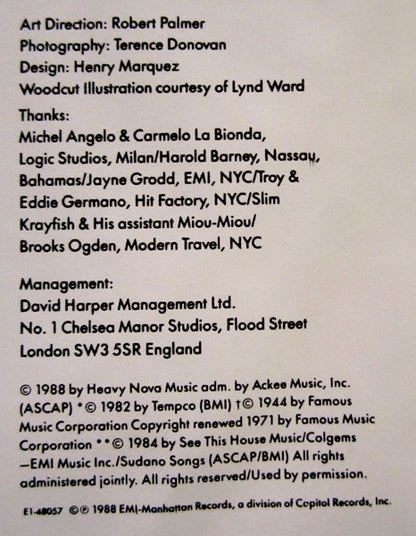 Art Direction: Robert Palmer
Photography: Terence Donovan
Design: Henry Marquez
Woodcut Illustration courtesy of Lynd Ward
Thanks:
Michel Angelo & Carmelo La Bionda,
Logic Studios, Milan/Harold Barney, Nassau,
Bahamas/Jayne Grodd, EMI, NYC/Troy &
Eddie Germano, Hit Factory, NYC/Slim
Krayfish & His assistant Miou-Miou/
Brooks Ogden, Modern Travel, NYC
Management:
David Harper Management Ltd.
No. 1 Chelsea Manor Studios, Flood Street
London SW3 5SR England
© 1988 by Heavy Nova Music adm. by Ackee Music, Inc.
(ASCAP) *© 1982 by Tempco (BMI) †© 1944 by Famous
Music Corporation Copyright renewed 1971 by Famous Music
Corporation **© 1984 by See This House Music/Colgems
—EMI Music Inc./Sudano Songs (ASCAP/BMI) All rights
administered jointly. All rights reserved/Used by permission.
E1-48057 ©℗ 1988 EMI-Manhattan Records, a division of Capitol Records, Inc.